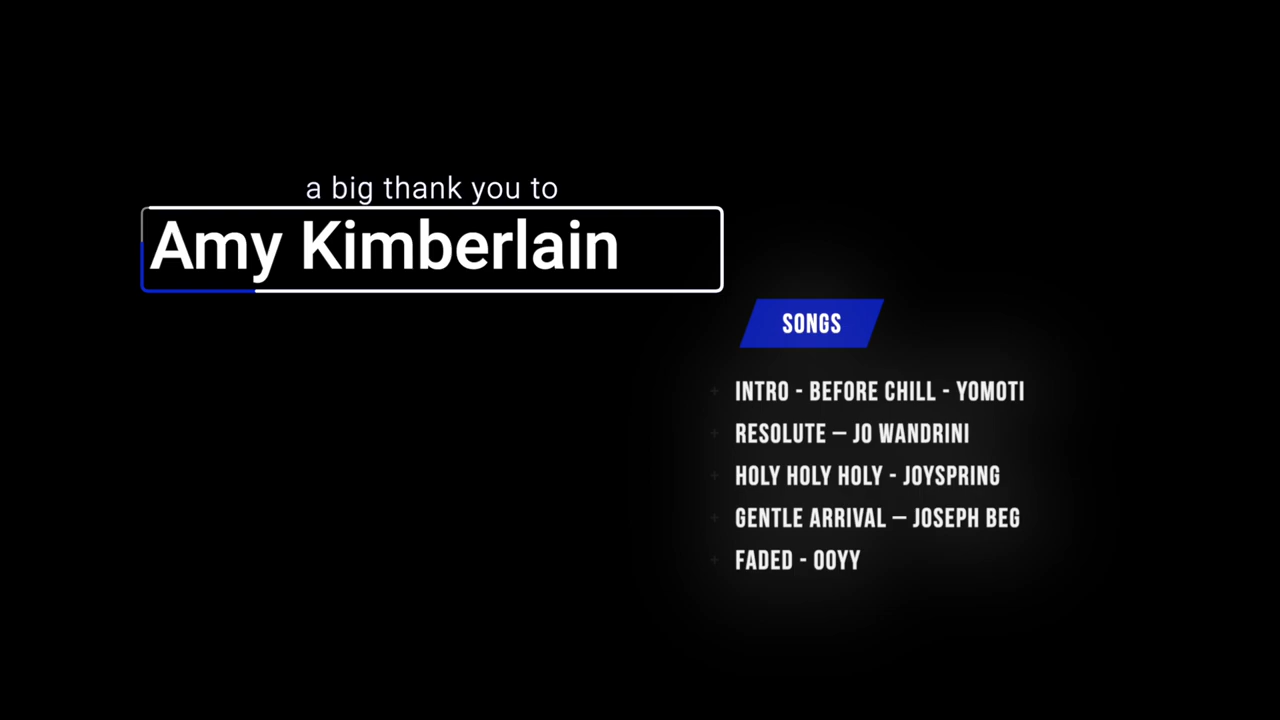 a big thank you to
Amy Kimberlain
SONGS
+ INTRO - BEFORE CHILL - YOMOTI
+ RESOLUTE – JO WANDRINI
+ HOLY HOLY HOLY - JOYSPRING
+ GENTLE ARRIVAL – JOSEPH BEG
+ FADED - OOYY